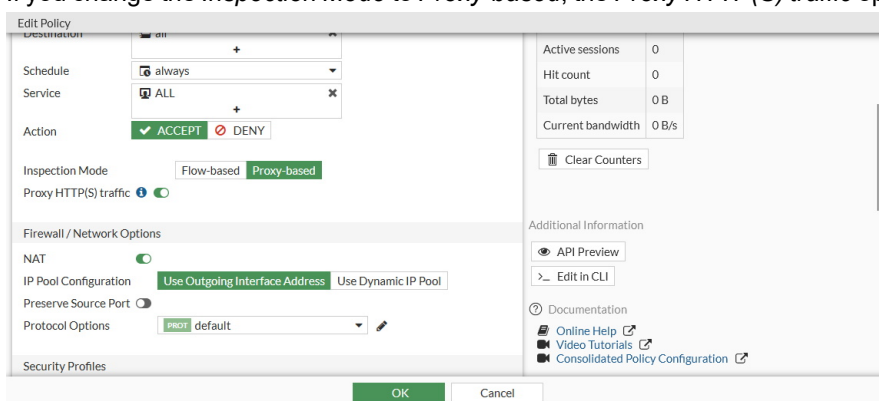 If you change the Inspection Mode to Proxy-based, the Proxy HTTP(S) traffic op
Edit Policy
Destination all
+
Schedule always
Service ALL
+
Action ACCEPT DENY
Inspection Mode Flow-based Proxy-based
Proxy HTTP(S) traffic
Firewall / Network Options
NAT
IP Pool Configuration Use Outgoing Interface Address Use Dynamic IP Pool
Preserve Source Port
Protocol Options PROT default
Security Profiles
Active sessions 0
Hit count 0
Total bytes 0 B
Current bandwidth 0 B/s
Clear Counters
Additional Information
API Preview
>_ Edit in CLI
Documentation
Online Help
Video Tutorials
Consolidated Policy Configuration
OK Cancel